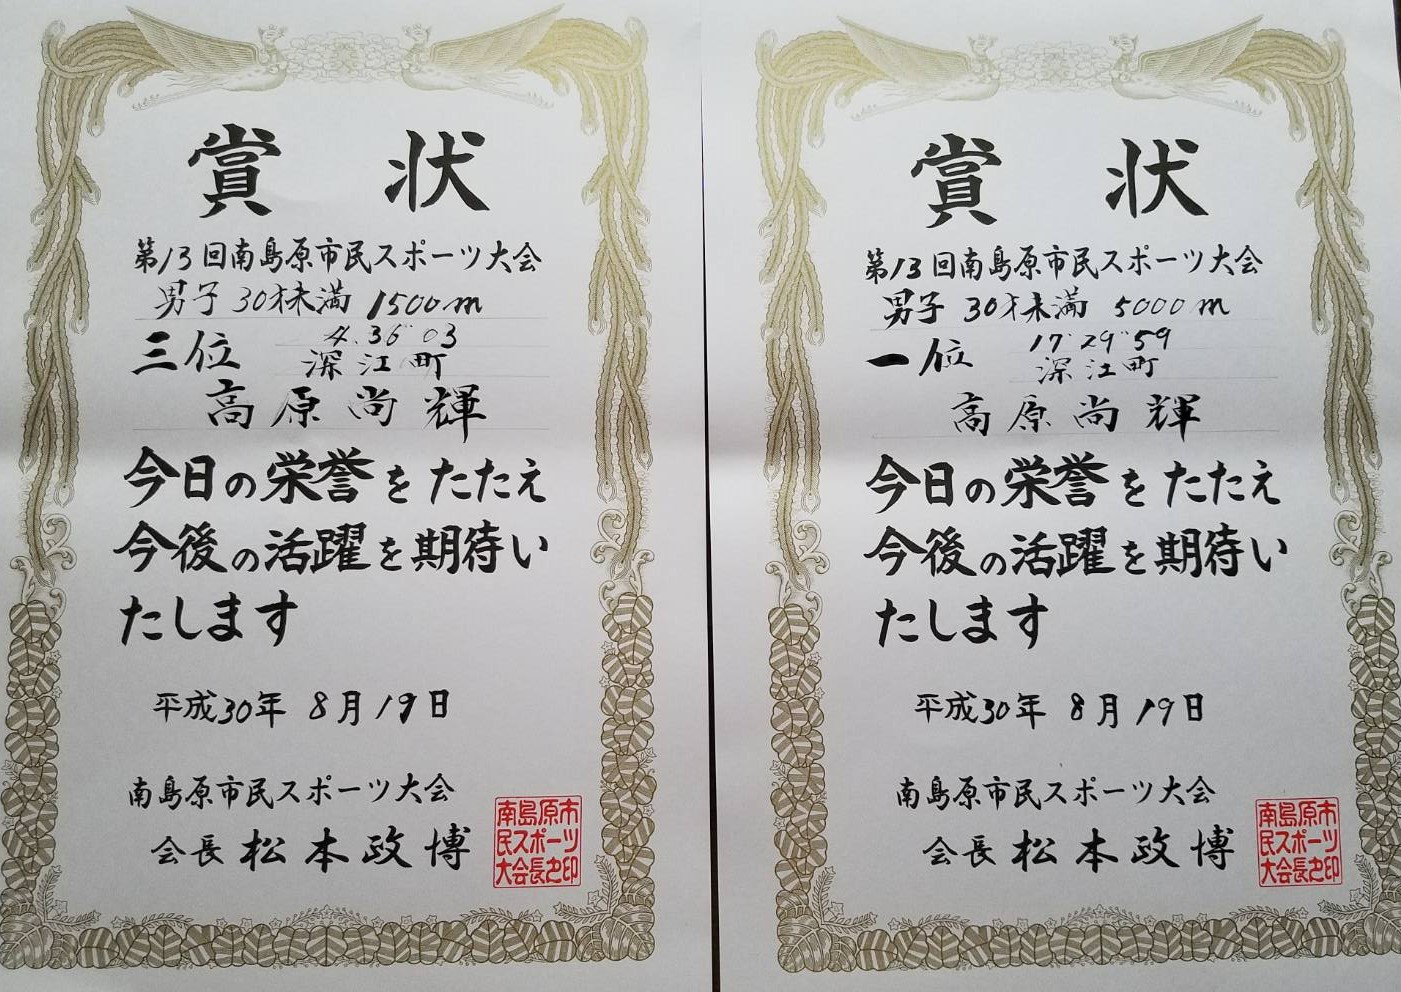 賞状
第13回南島原市民スポーツ大会
男子 30才未満 1500m
三位 4.36"03
深江町
高原尚輝
今日の栄誉をたたえ
今後の活躍を期待い
たします
平成30年 8月19日
南島原市民スポーツ大会
会長 松本政博
南島原市
民スポーツ
大会長之印
賞状
第13回南島原市民スポーツ大会
男子 30才未満 5000m
一位 17'29"59
深江町
高原尚輝
今日の栄誉をたたえ
今後の活躍を期待い
たします
平成30年 8月19日
南島原市民スポーツ大会
会長 松本政博
南島原市
民スポーツ
大会長之印